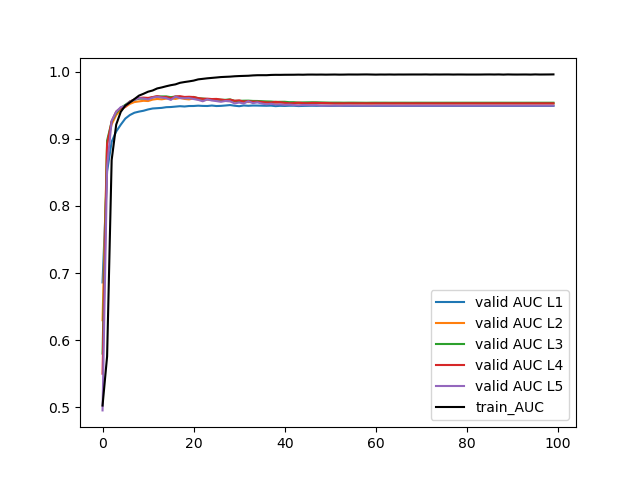 1.0
0.9
0.8
0.7
0.6
0.5
0 20 40 60 80 100
valid AUC L1
valid AUC L2
valid AUC L3
valid AUC L4
valid AUC L5
train_AUC